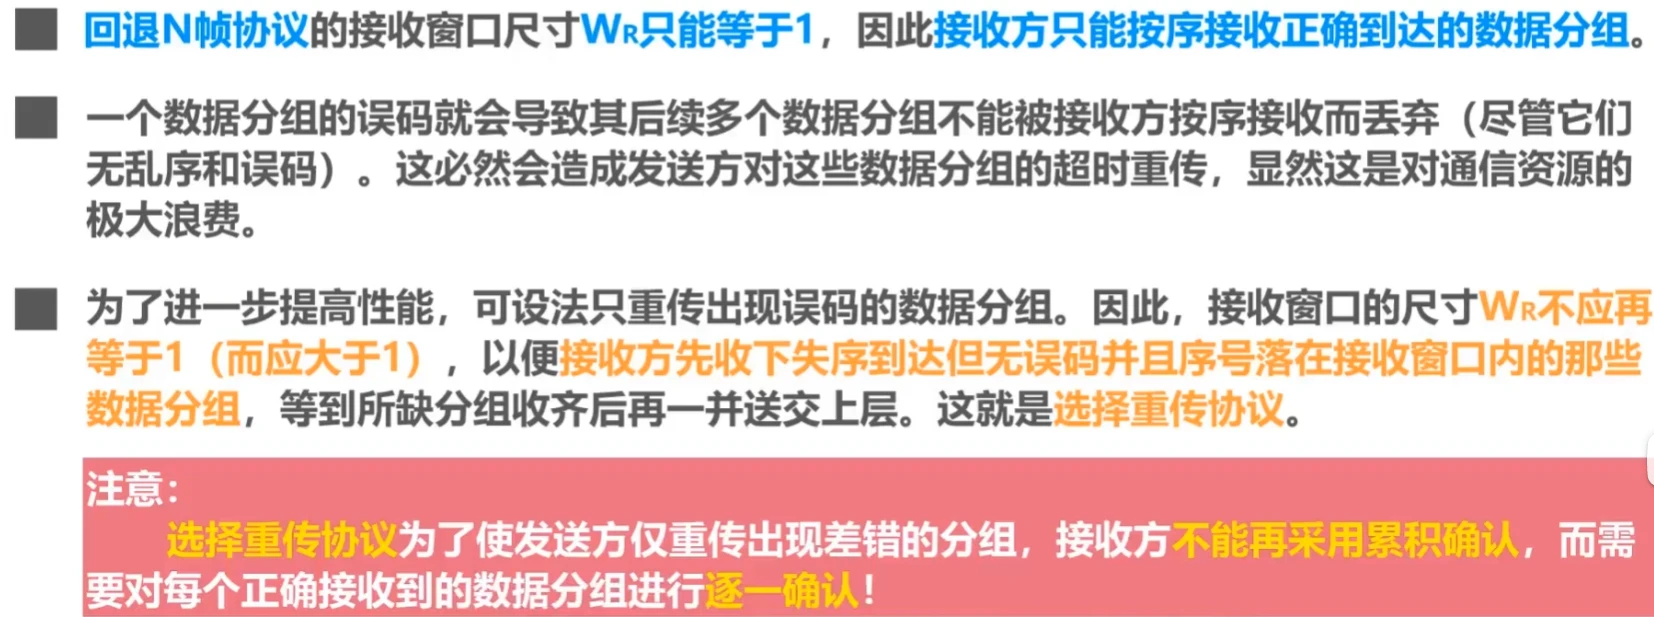 回退N帧协议的接收窗口尺寸WR只能等于1，因此接收方只能按序接收正确到达的数据分组。
一个数据分组的误码就会导致其后续多个数据分组不能被接收方按序接收而丢弃（尽管它们
无乱序和误码）。这必然会造成发送方对这些数据分组的超时重传，显然这是对通信资源的
极大浪费。
为了进一步提高性能，可设法只重传出现误码的数据分组。因此，接收窗口的尺寸WR不应再
等于1（而应大于1），以便接收方先收下失序到达但无误码并且序号落在接收窗口内的那些
数据分组，等到所缺分组收齐后再一并送交上层。这就是选择重传协议。
注意：
选择重传协议为了使发送方仅重传出现差错的分组，接收方不能再采用累积确认，而需
要对每个正确接收到的数据分组进行逐一确认！